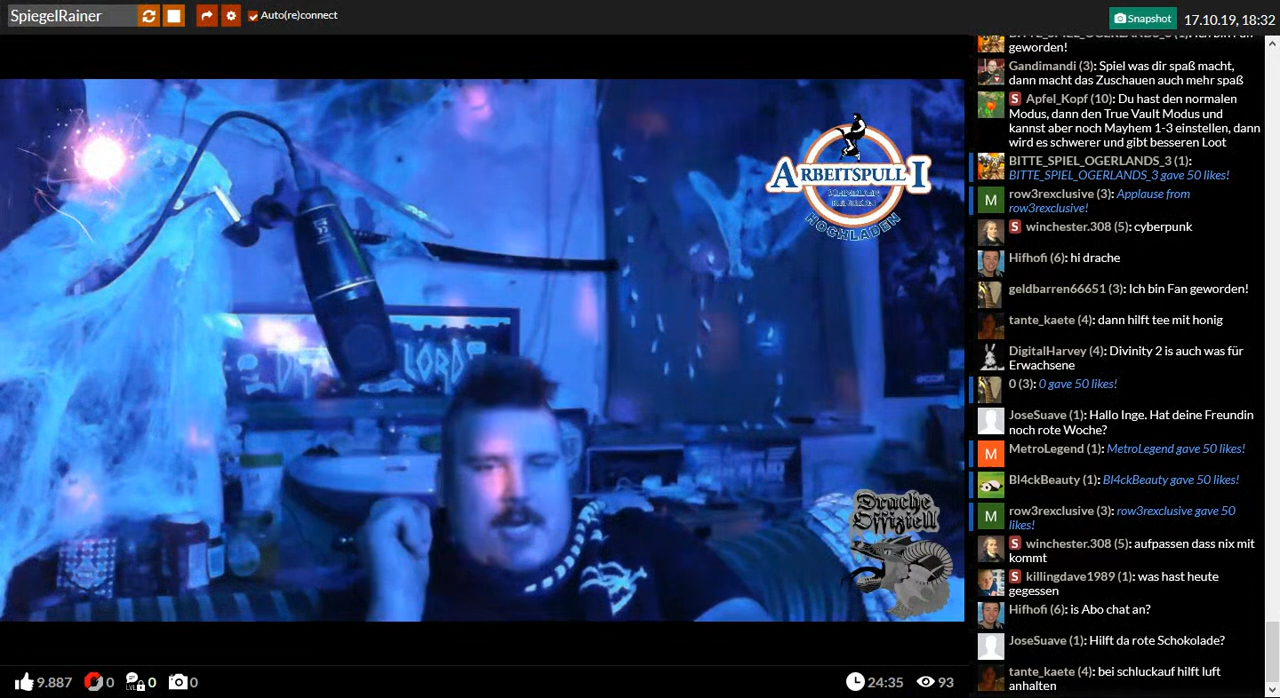 SpiegelRainer
Auto(re)connect
Snapshot
17.10.19, 18:32
geworden!
Gandimandi (3): Spiel was dir spaß macht,
dann macht das Zuschauen auch mehr spaß
S Apfel_Kopf (10): Du hast den normalen
Modus, dann den True Vault Modus und
kannst aber noch Mayhem 1-3 einstellen, dann
wird es schwerer und gibt besseren Loot
BITTE_SPIEL_OGERLANDS_3 (1):
BITTE_SPIEL_OGERLANDS_3 gave 50 likes!
M row3rexclusive (3): Applause from
row3rexclusive!
S winchester.308 (5): cyberpunk
Hifhofi (6): hi drache
geldbarren66651 (3): Ich bin Fan geworden!
tante_kaete (4): dann hilft tee mit honig
DigitalHarvey (4): Divinity 2 is auch was für
Erwachsene
0 (3): 0 gave 50 likes!
JoseSuave (1): Hallo Inge. Hat deine Freundin
noch rote Woche?
M MetroLegend (1): MetroLegend gave 50 likes!
Bl4ckBeauty (1): Bl4ckBeauty gave 50 likes!
M row3rexclusive (3): row3rexclusive gave 50
likes!
S winchester.308 (5): aufpassen dass nix mit
kommt
S killingdave1989 (1): was hast heute
gegessen
Hifhofi (6): is Abo chat an?
JoseSuave (1): Hilft da rote Schokolade?
tante_kaete (4): bei schluckauf hilft luft
anhalten
ARBEITSPULLI
HOCHLADEN
LORD
Drache
Offiziell
9.887
0
LVL
0
0
24:35
93